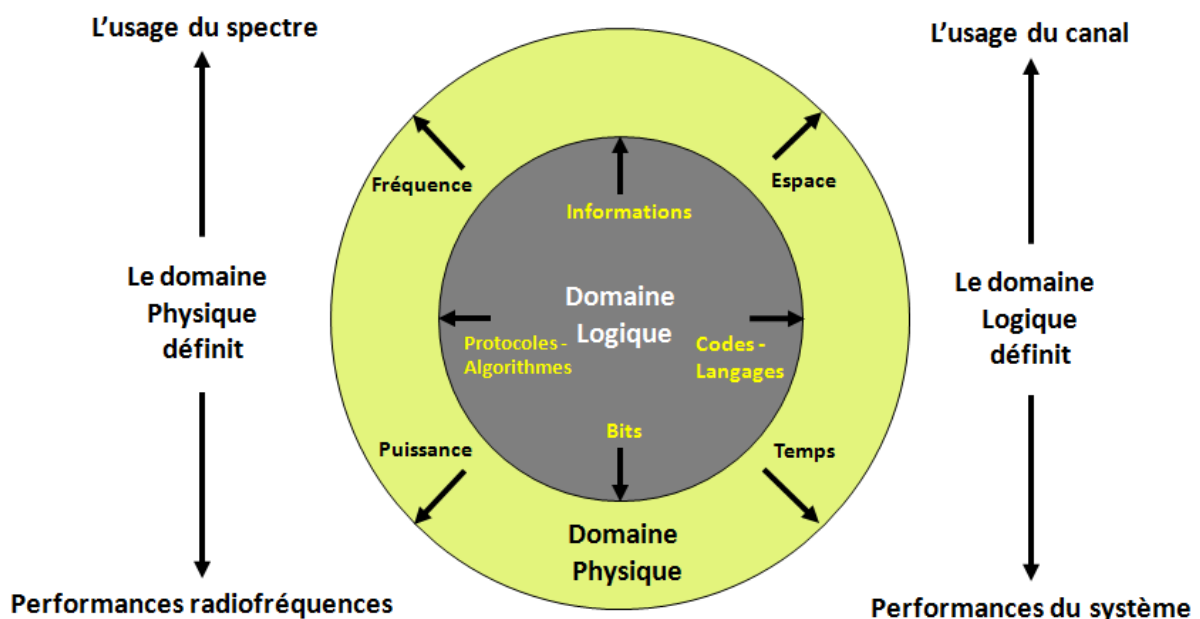 L'usage du spectre
L'usage du canal
Fréquence
Espace
Informations
Le domaine
Physique
définit
Domaine
Logique
Le domaine
Logique
définit
Protocoles -
Algorithmes
Codes -
Langages
Bits
Puissance
Temps
Domaine
Physique
Performances radiofréquences
Performances du système